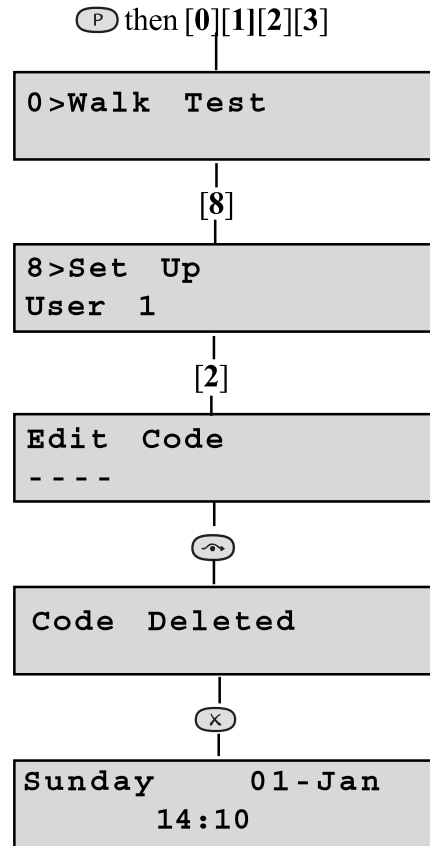 P then [0][1][2][3]
0>Walk Test
[8]
8>Set Up
User 1
[2]
Edit Code
----
Code Deleted
X
Sunday 01-Jan
14:10